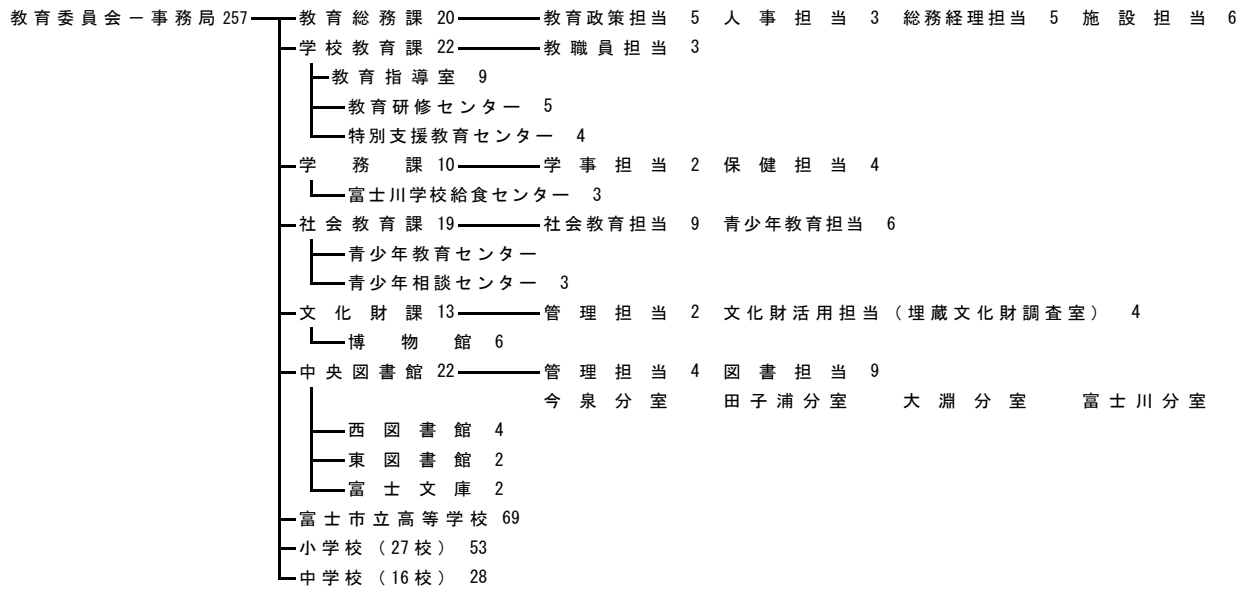 教育委員会－事務局 257 教育総務課 20 教育政策担当 5 人事担当 3 総務経理担当 5 施設担当 6
学校教育課 22 教職員担当 3
教育指導室 9
教育研修センター 5
特別支援教育センター 4
学務課 10 学事担当 2 保健担当 4
富士川学校給食センター 3
社会教育課 19 社会教育担当 9 青少年教育担当 6
青少年教育センター
青少年相談センター 3
文化財課 13 管理担当 2 文化財活用担当（埋蔵文化財調査室） 4
博物館 6
中央図書館 22 管理担当 4 図書担当 9
今泉分室 田子浦分室 大淵分室 富士川分室
西図書館 4
東図書館 2
富士文庫 2
富士市立高等学校 69
小学校（27校） 53
中学校（16校） 28